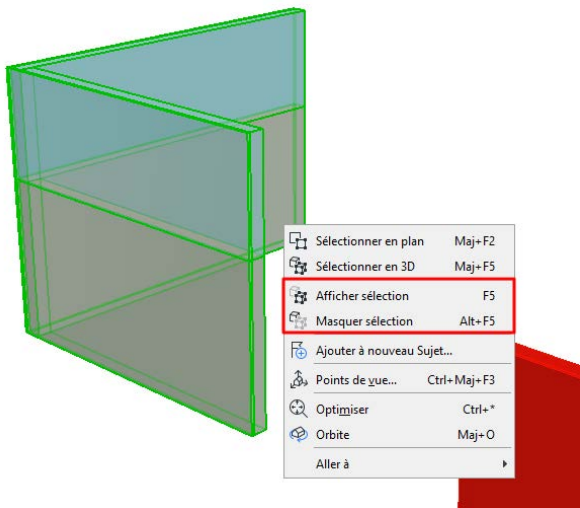 Sélectionner en plan Maj+F2
Sélectionner en 3D Maj+F5
Afficher sélection F5
Masquer sélection Alt+F5
Ajouter à nouveau Sujet...
Points de vue... Ctrl+Maj+F3
Optimiser Ctrl+*
Orbite Maj+O
Aller à